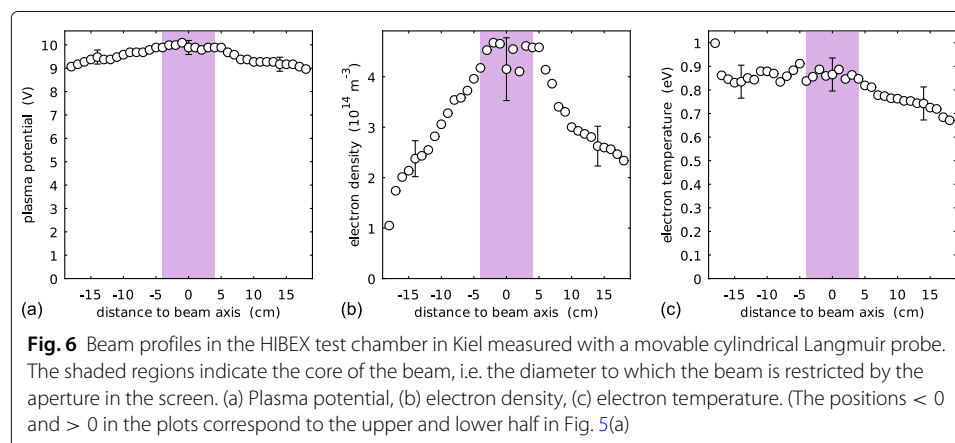 10
9
8
7
6
5
4
3
2
1
0
plasma potential (V)
-15 -10 -5 0 5 10 15
(a) distance to beam axis (cm)
4
3
2
1
0
electron density (10¹⁴ m⁻³)
-15 -10 -5 0 5 10 15
(b) distance to beam axis (cm)
1
0.9
0.8
0.7
0.6
0.5
0.4
0.3
0.2
0.1
0
electron temperature (eV)
-15 -10 -5 0 5 10 15
(c) distance to beam axis (cm)
Fig. 6 Beam profiles in the HIBEX test chamber in Kiel measured with a movable cylindrical Langmuir probe.
The shaded regions indicate the core of the beam, i.e. the diameter to which the beam is restricted by the
aperture in the screen. (a) Plasma potential, (b) electron density, (c) electron temperature. (The positions < 0
and > 0 in the plots correspond to the upper and lower half in Fig. 5(a)